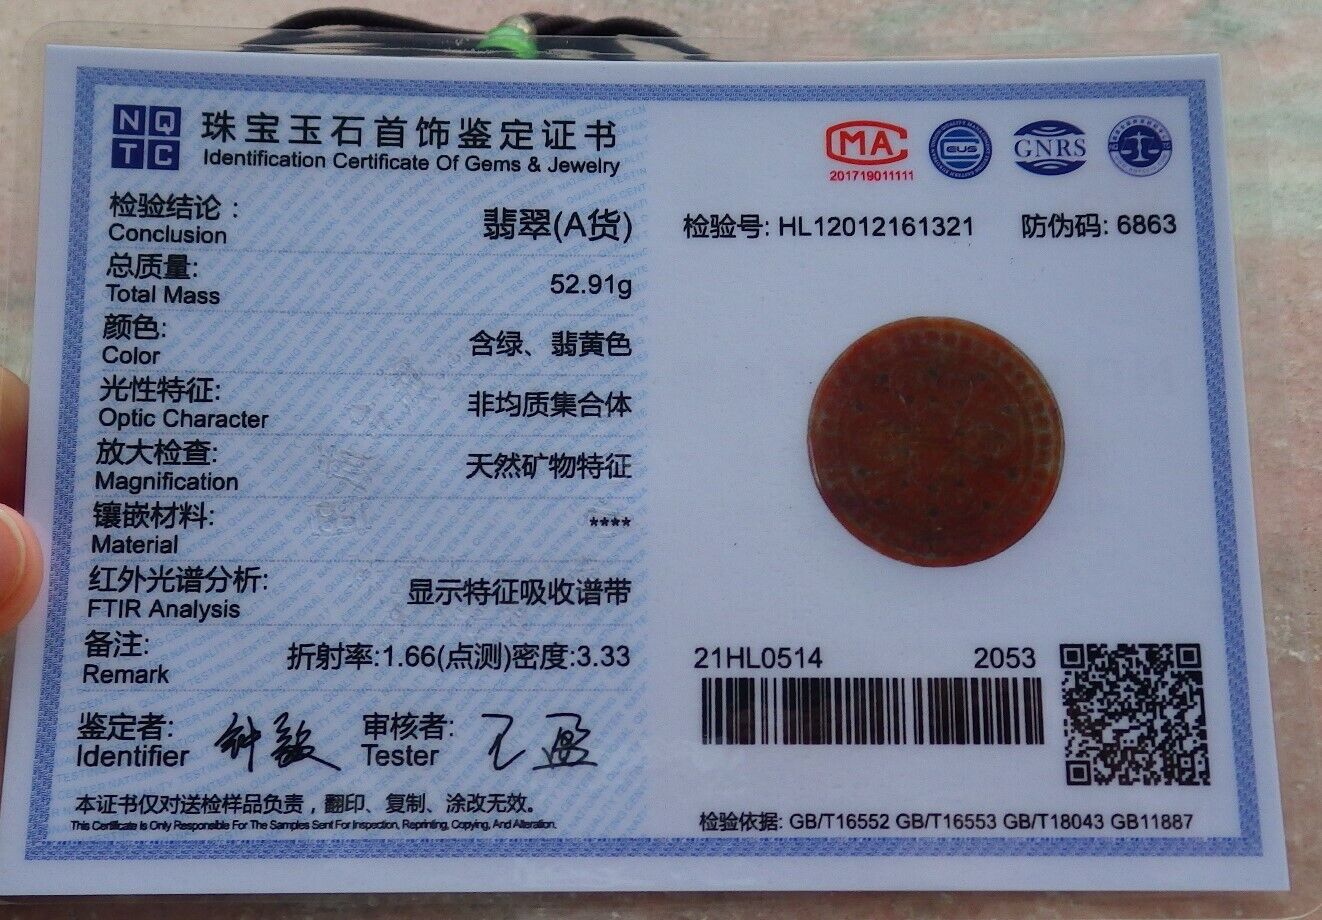 NQ
TC
珠宝玉石首饰鉴定证书
Identification Certificate Of Gems & Jewelry
检验结论：
Conclusion
翡翠(A货)
总质量:
Total Mass
52.91g
颜色:
Color
含绿、翡黄色
光性特征:
Optic Character
非均质集合体
放大检查:
Magnification
天然矿物特征
镶嵌材料:
Material
****
红外光谱分析:
FTIR Analysis
显示特征吸收谱带
备注:
Remark
折射率:1.66(点测)密度:3.33
鉴定者:
Identifier
审核者:
Tester
本证书仅对送检样品负责，翻印、复制、涂改无效。
This Certificate Is Only Responsible For The Samples Sent For Inspection, Reprinting, Copying, And Alteration.
MA
201719011111
GNRS
检验号: HL12012161321 防伪码: 6863
21HL0514 2053
检验依据: GB/T16552 GB/T16553 GB/T18043 GB11887